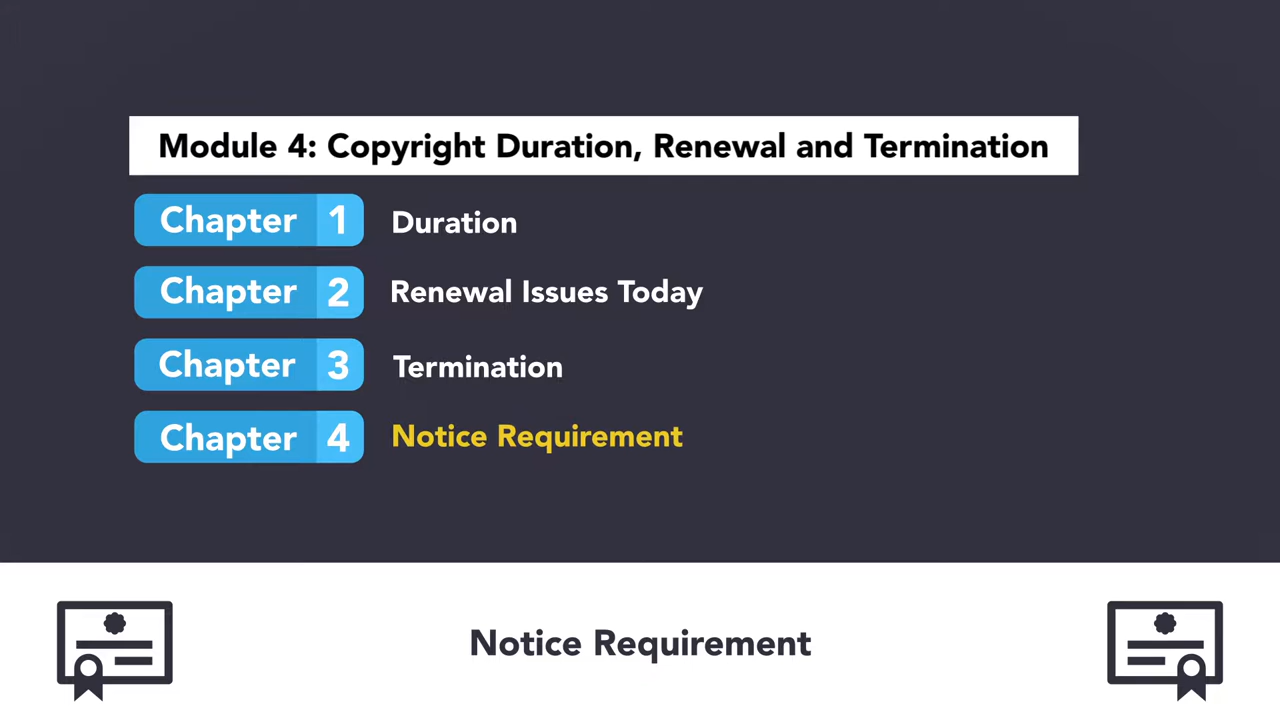 Module 4: Copyright Duration, Renewal and Termination
Chapter 1 Duration
Chapter 2 Renewal Issues Today
Chapter 3 Termination
Chapter 4 Notice Requirement
Notice Requirement